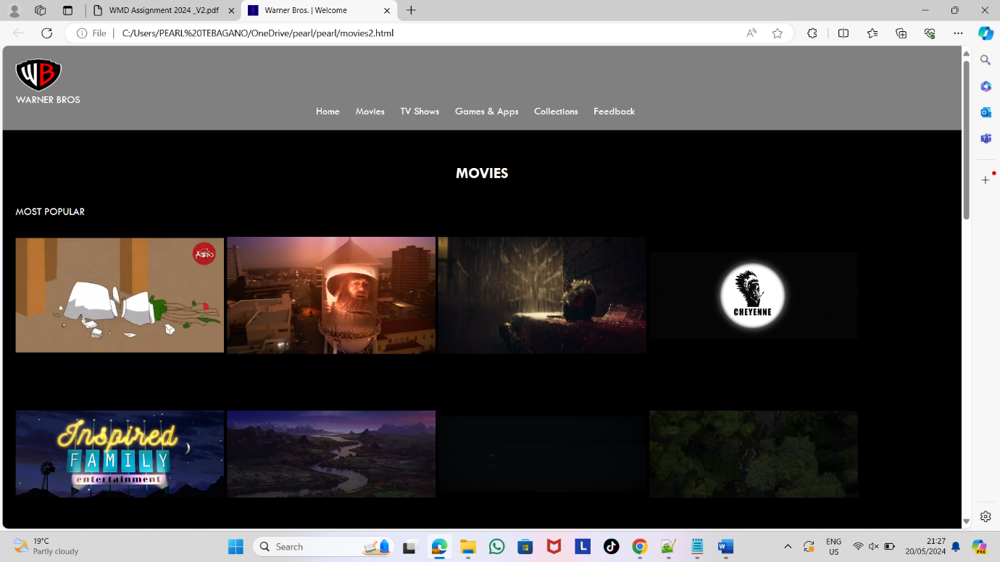 WMD Assignment 2024 _V2.pdf
Warner Bros. | Welcome
File
C:/Users/PEARL%20TEBAGANO/OneDrive/pearl/pearl/movies2.html
WB
WARNER BROS
Home Movies TV Shows Games & Apps Collections Feedback
MOVIES
MOST POPULAR
CHEYENNE
Inspired
FAMILY
entertainment
19°C
Partly cloudy
Search
ENG
US
21:27
20/05/2024
PRE